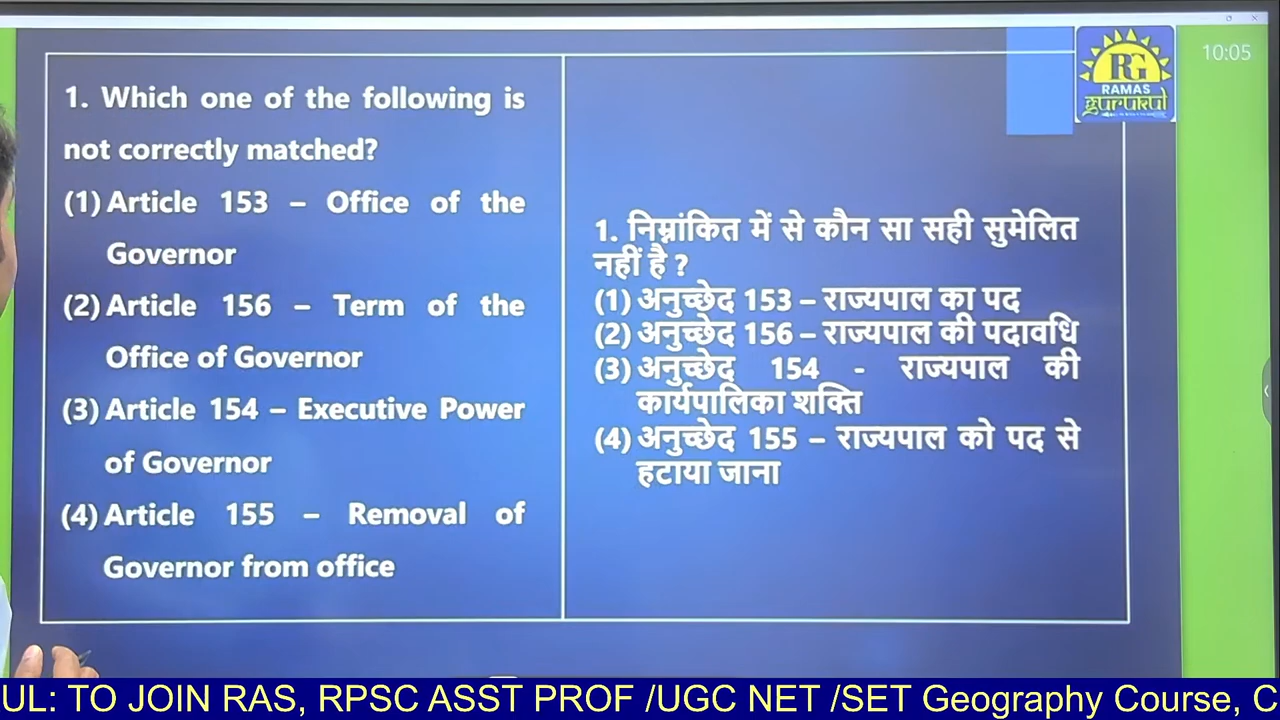 1. Which one of the following is
not correctly matched?
(1) Article 153 – Office of the
Governor
(2) Article 156 – Term of the
Office of Governor
(3) Article 154 – Executive Power
of Governor
(4) Article 155 – Removal of
Governor from office
1. निम्नांकित में से कौन सा सही सुमेलित
नहीं है ?
(1) अनुच्छेद 153 – राज्यपाल का पद
(2) अनुच्छेद 156 – राज्यपाल की पदावधि
(3) अनुच्छेद 154 - राज्यपाल की
कार्यपालिका शक्ति
(4) अनुच्छेद 155 – राज्यपाल को पद से
हटाया जाना
RG
RAMAS
gurukul
10:05
UL: TO JOIN RAS, RPSC ASST PROF /UGC NET /SET Geography Course, C